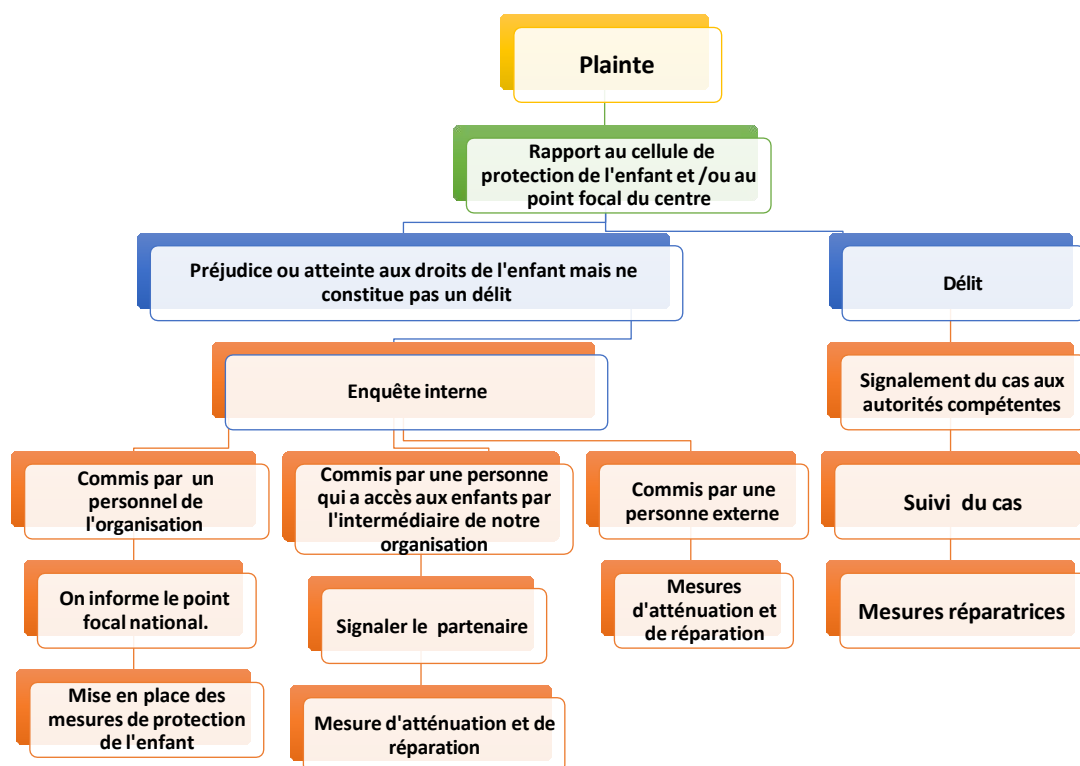 Plainte
Rapport au cellule de
protection de l'enfant et /ou au
point focal du centre
Préjudice ou atteinte aux droits de l'enfant mais ne
constitue pas un délit
Délit
Enquête interne
Signalement du cas aux
autorités compétentes
Commis par un
personnel de
l'organisation
Commis par une personne
qui a accès aux enfants par
l'intermédiaire de notre
organisation
Commis par une
personne externe
Suivi du cas
On informe le point
focal national.
Signaler le partenaire
Mesures
d'atténuation et
de réparation
Mesures réparatrices
Mise en place des
mesures de protection
de l'enfant
Mesure d'atténuation et de
réparation